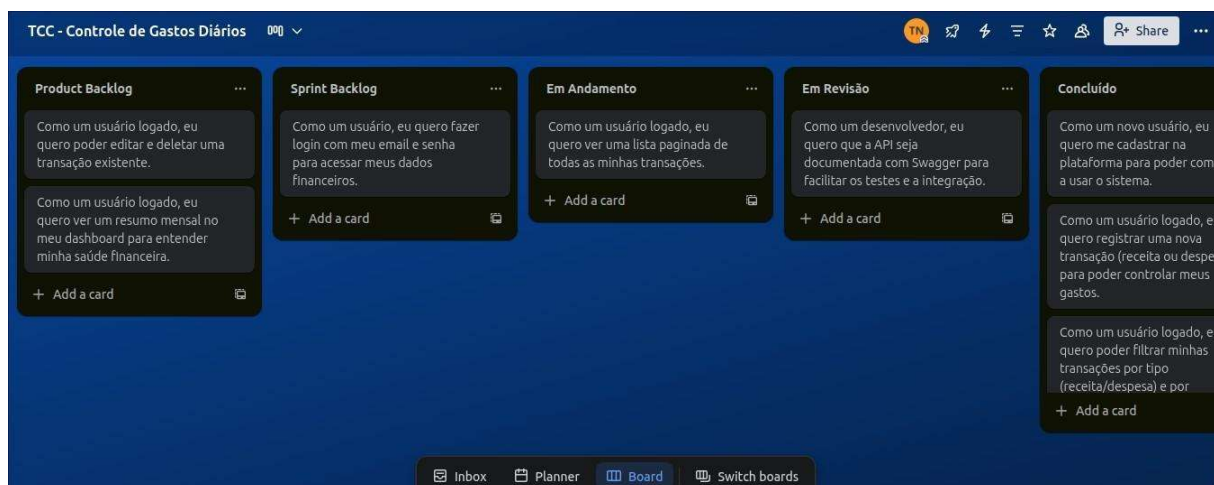 TCC - Controle de Gastos Diários
TN
Share
Product Backlog
Como um usuário logado, eu
quero poder editar e deletar uma
transação existente.
Como um usuário logado, eu
quero ver um resumo mensal no
meu dashboard para entender
minha saúde financeira.
+ Add a card
Sprint Backlog
Como um usuário, eu quero fazer
login com meu email e senha
para acessar meus dados
financeiros.
+ Add a card
Em Andamento
Como um usuário logado, eu
quero ver uma lista paginada de
todas as minhas transações.
+ Add a card
Em Revisão
Como um desenvolvedor, eu
quero que a API seja
documentada com Swagger para
facilitar os testes e a integração.
+ Add a card
Concluído
Como um novo usuário, eu
quero me cadastrar na
plataforma para poder com
a usar o sistema.
Como um usuário logado, e
quero registrar uma nova
transação (receita ou despe
para poder controlar meus
gastos.
Como um usuário logado, e
quero poder filtrar minhas
transações por tipo
(receita/despesa) e por
+ Add a card
Inbox
Planner
Board
Switch boards